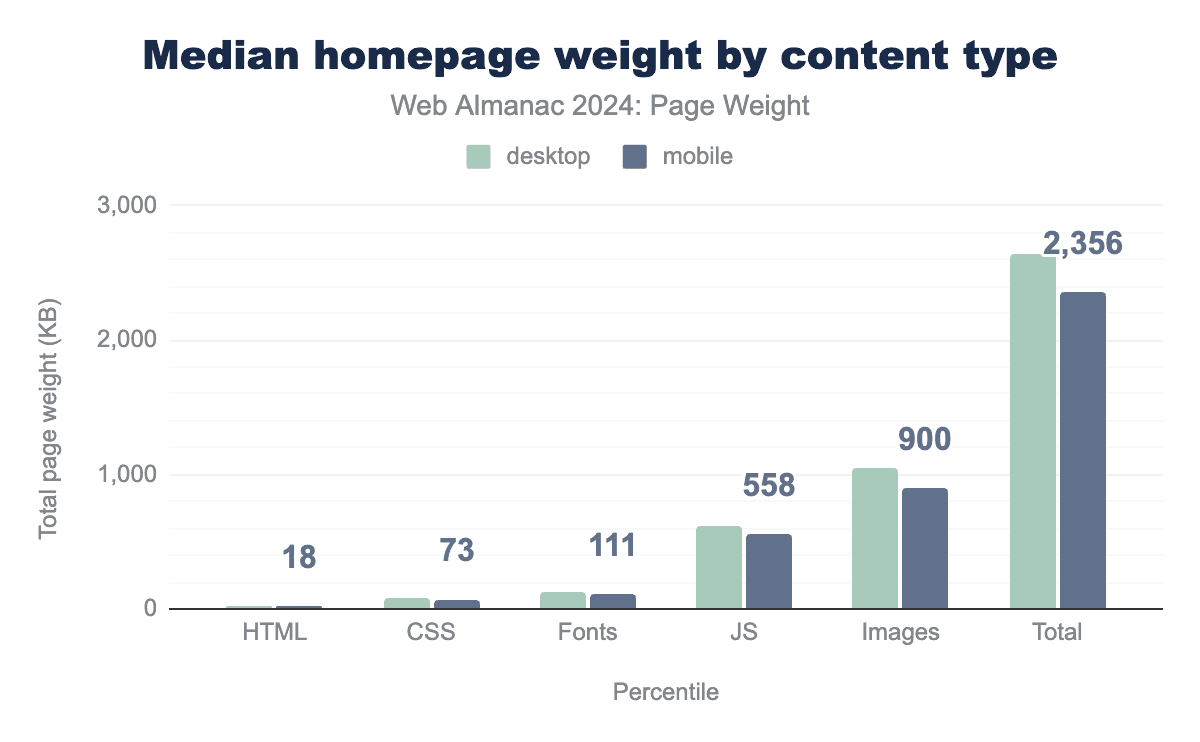 Median homepage weight by content type
Web Almanac 2024: Page Weight
desktop mobile
Total page weight (KB)
3,000
2,000
1,000
0
18
73
111
558
900
2,356
HTML CSS Fonts JS Images Total
Percentile